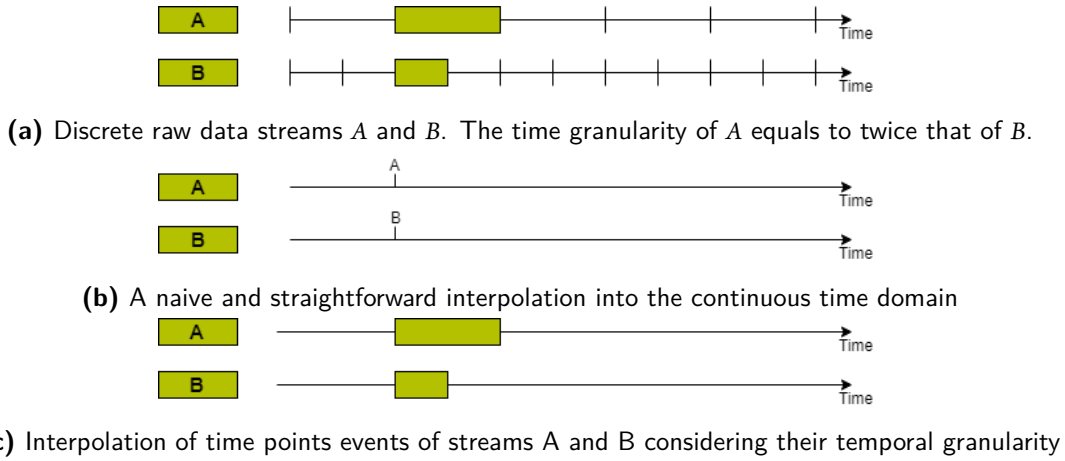 A
Time
B
Time
(a) Discrete raw data streams A and B. The time granularity of A equals to twice that of B.
A
A
Time
B
B
Time
(b) A naive and straightforward interpolation into the continuous time domain
A
Time
B
Time
c) Interpolation of time points events of streams A and B considering their temporal granularity